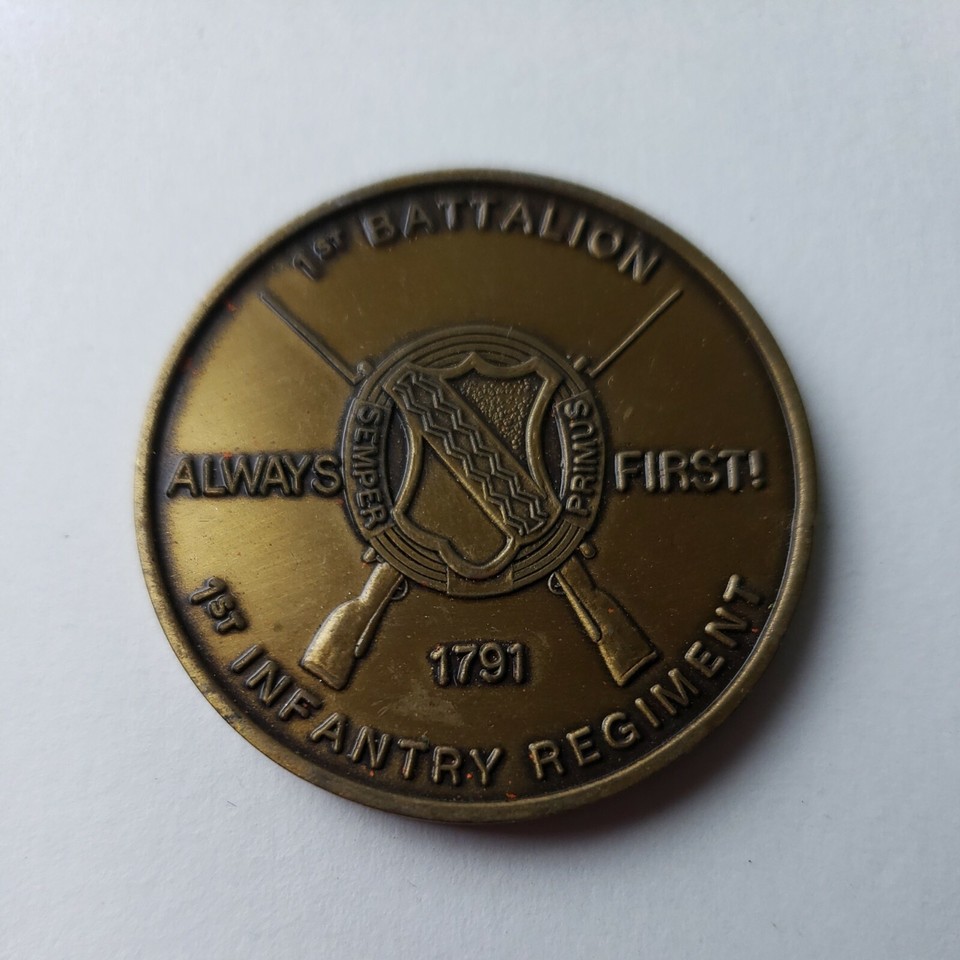 1ST BATTALION
ALWAYS FIRST!
SEMPER PRIMUS
1791
1ST INFANTRY REGIMENT